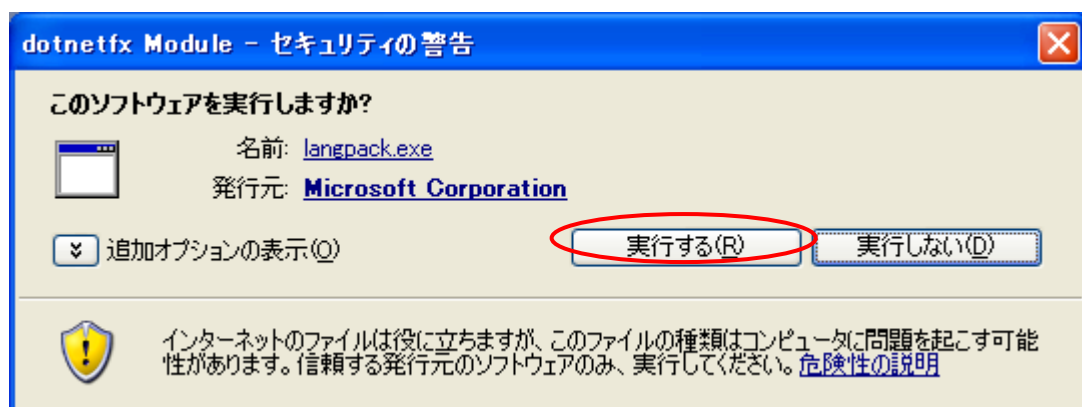 dotnetfx Module - セキュリティの警告
このソフトウェアを実行しますか?
名前: langpack.exe
発行元: Microsoft Corporation
追加オプションの表示(O)
実行する(R)
実行しない(D)
インターネットのファイルは役に立ちますが、このファイルの種類はコンピュータに問題を起こす可能
性があります。信頼する発行元のソフトウェアのみ、実行してください。危険性の説明